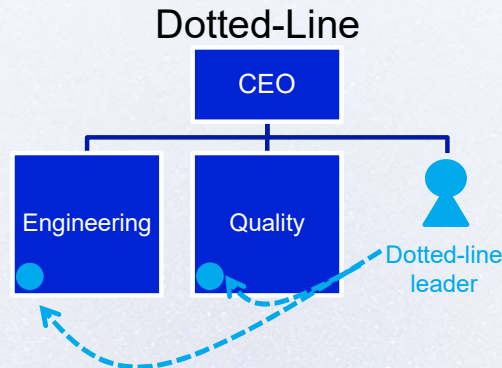 Dotted-Line
CEO
Engineering
Quality
Dotted-line
leader